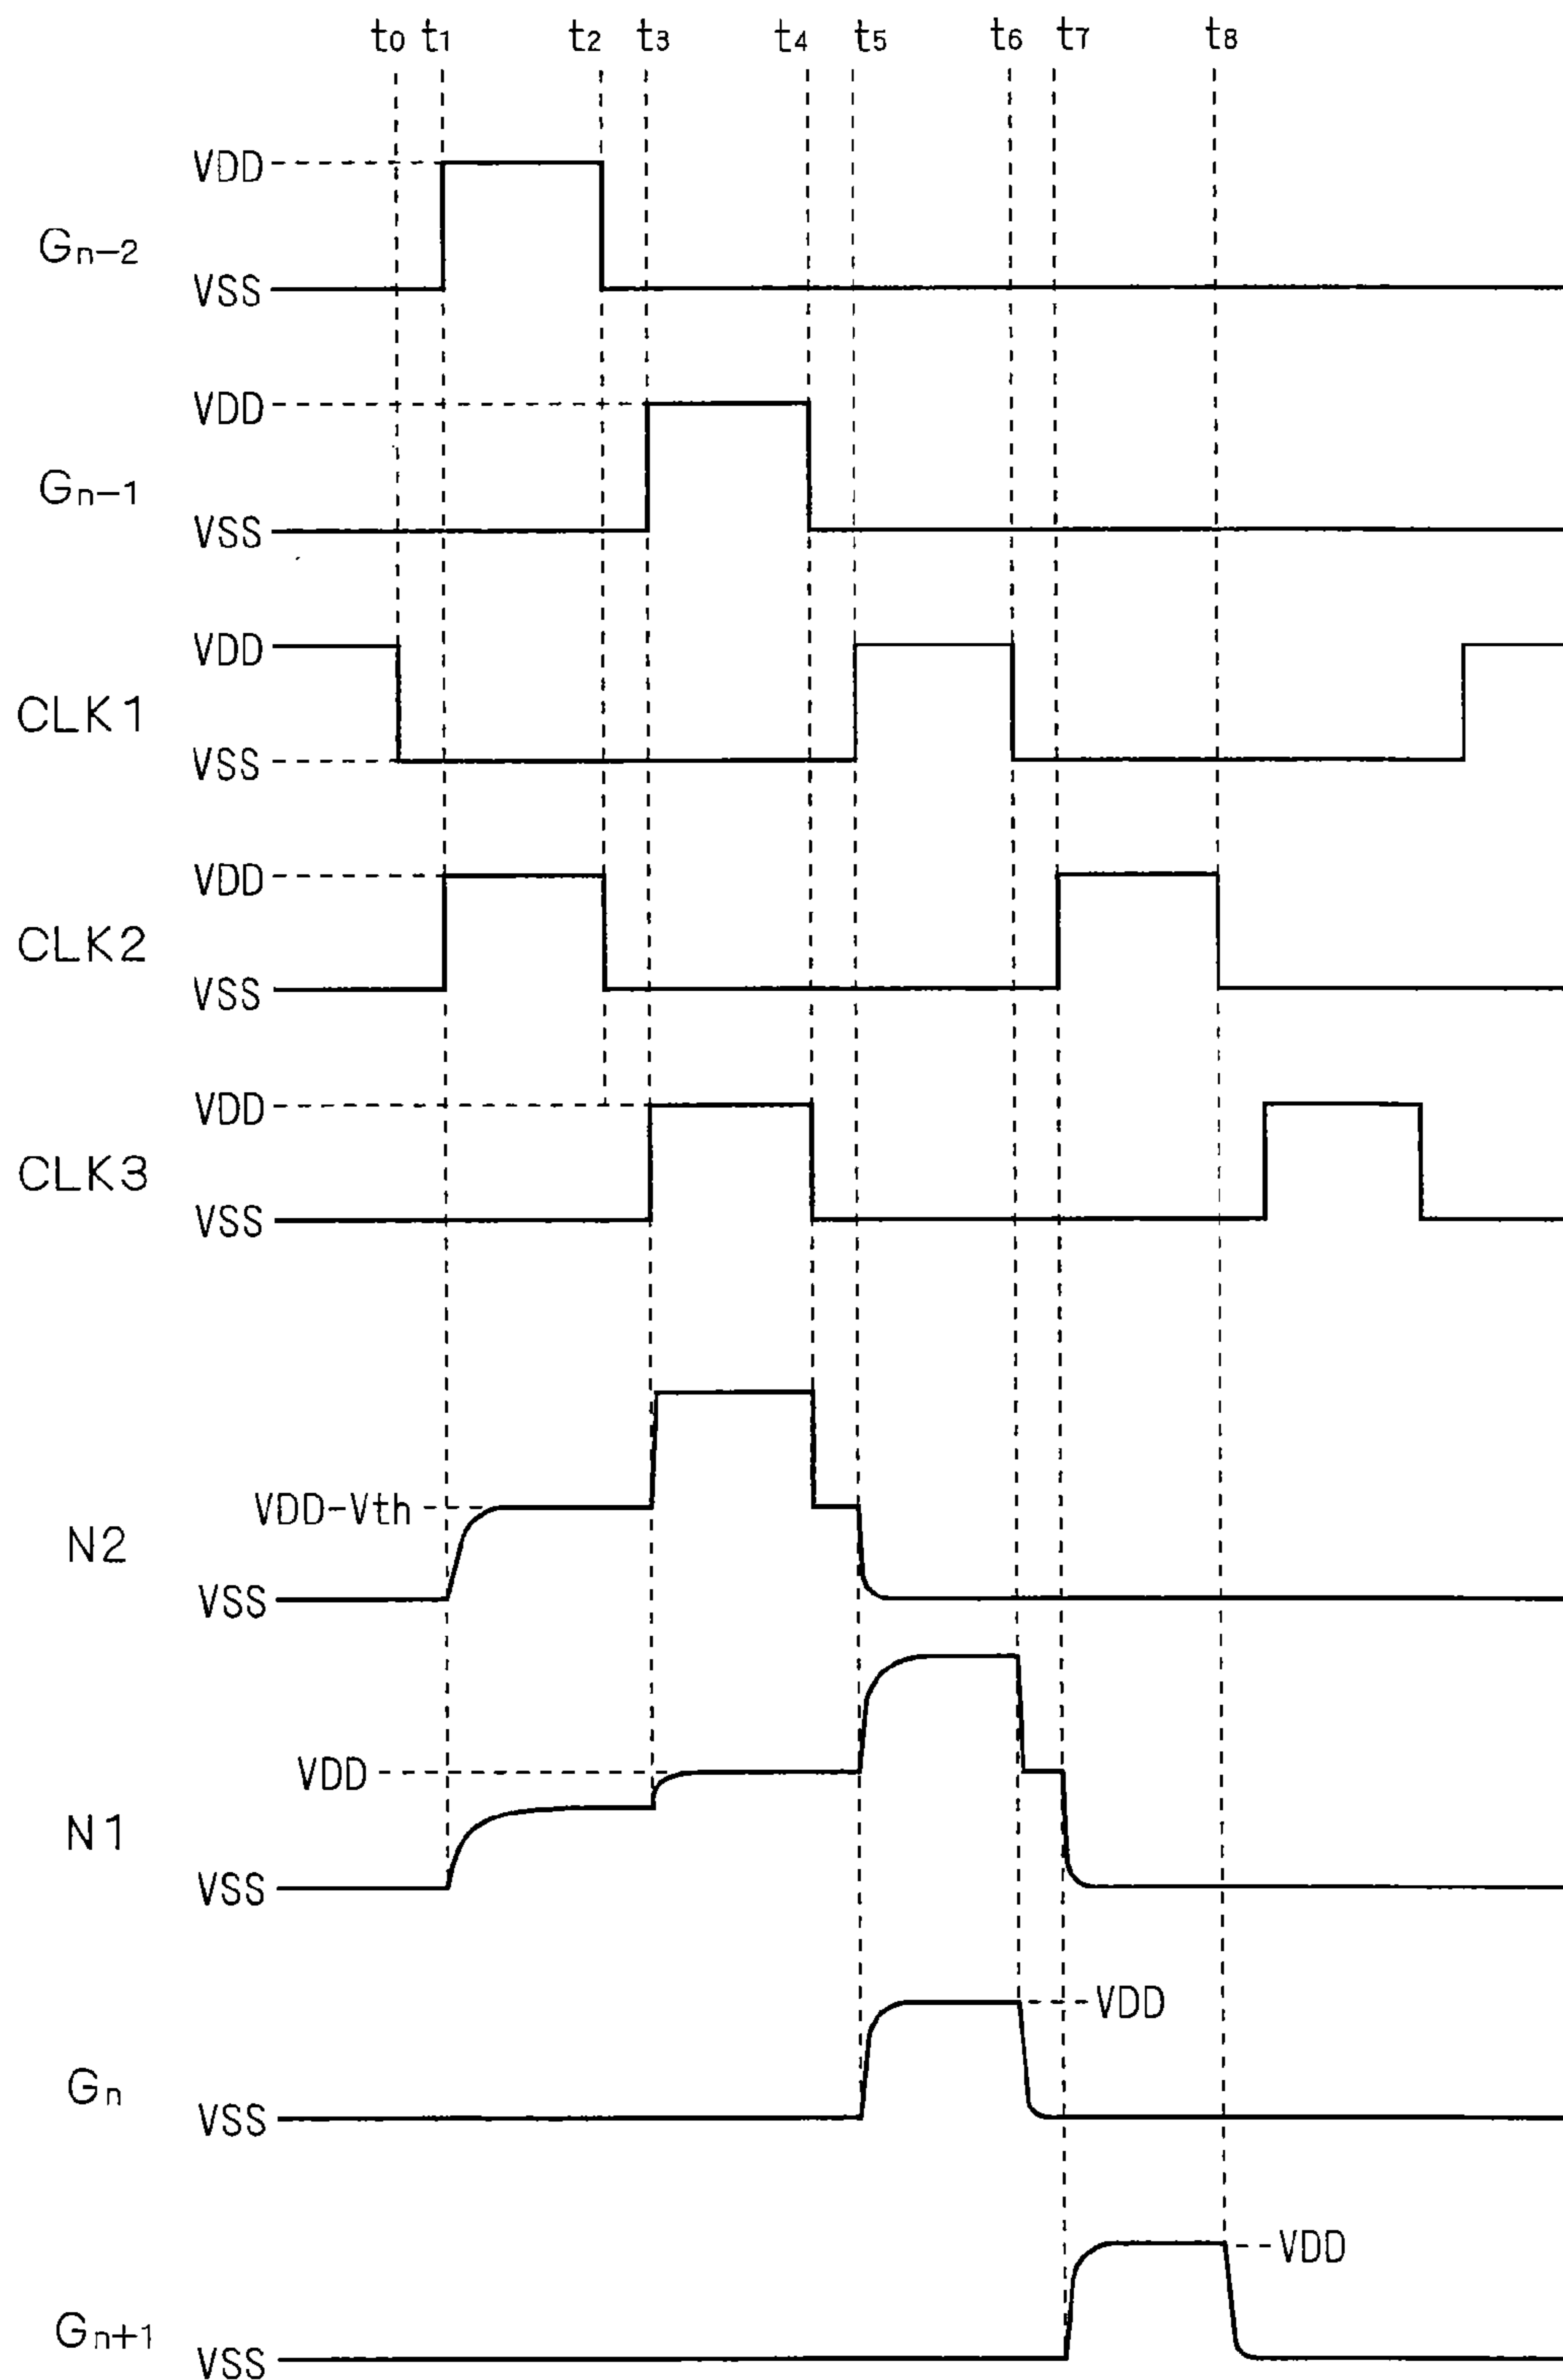 t0 t1 t2 t3 t4 t5 t6 t7 t8
VDD
Gn-2
VSS
VDD
Gn-1
VSS
VDD
CLK1
VSS
VDD
CLK2
VSS
VDD
CLK3
VSS
VDD-Vth
N2
VSS
VDD
N1
VSS
VDD
Gn
VSS
VDD
Gn+1
VSS